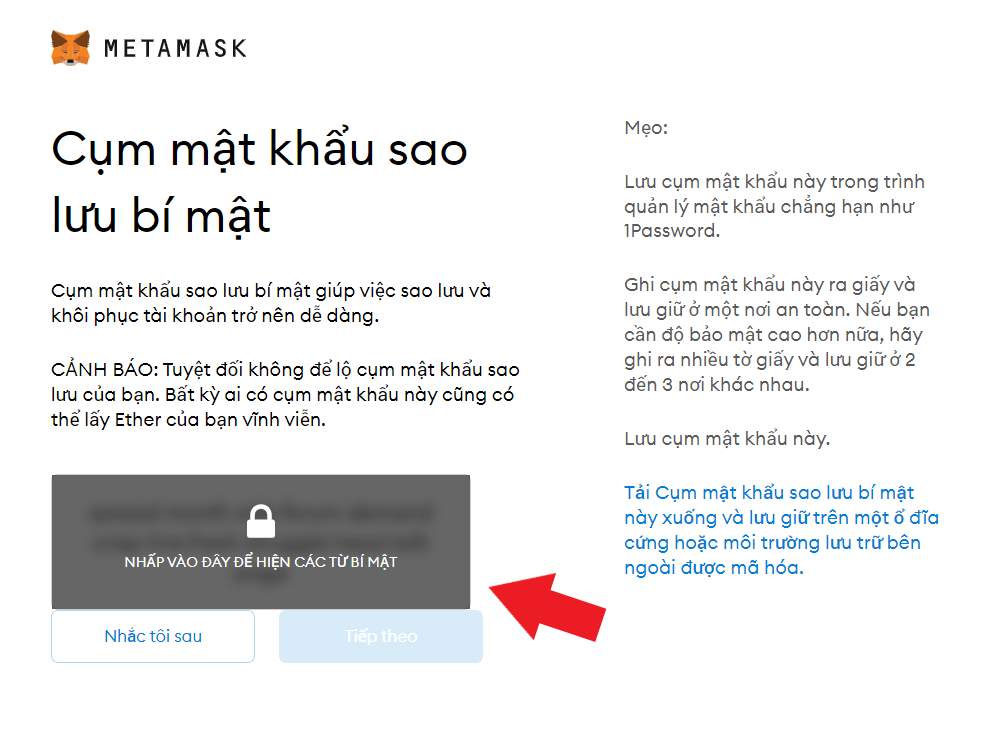 METAMASK
Cụm mật khẩu sao
lưu bí mật
Cụm mật khẩu sao lưu bí mật giúp việc sao lưu và
khôi phục tài khoản trở nên dễ dàng.
CẢNH BÁO: Tuyệt đối không để lộ cụm mật khẩu sao
lưu của bạn. Bất kỳ ai có cụm mật khẩu này cũng có
thể lấy Ether của bạn vĩnh viễn.
NHẤP VÀO ĐÂY ĐỂ HIỆN CÁC TỪ BÍ MẬT
Nhắc tôi sau
Tiếp theo
Mẹo:
Lưu cụm mật khẩu này trong trình
quản lý mật khẩu chẳng hạn như
1Password.
Ghi cụm mật khẩu này ra giấy và
lưu giữ ở một nơi an toàn. Nếu bạn
cần độ bảo mật cao hơn nữa, hãy
ghi ra nhiều tờ giấy và lưu giữ ở 2
đến 3 nơi khác nhau.
Lưu cụm mật khẩu này.
Tải Cụm mật khẩu sao lưu bí mật
này xuống và lưu giữ trên một ổ đĩa
cứng hoặc môi trường lưu trữ bên
ngoài được mã hóa.